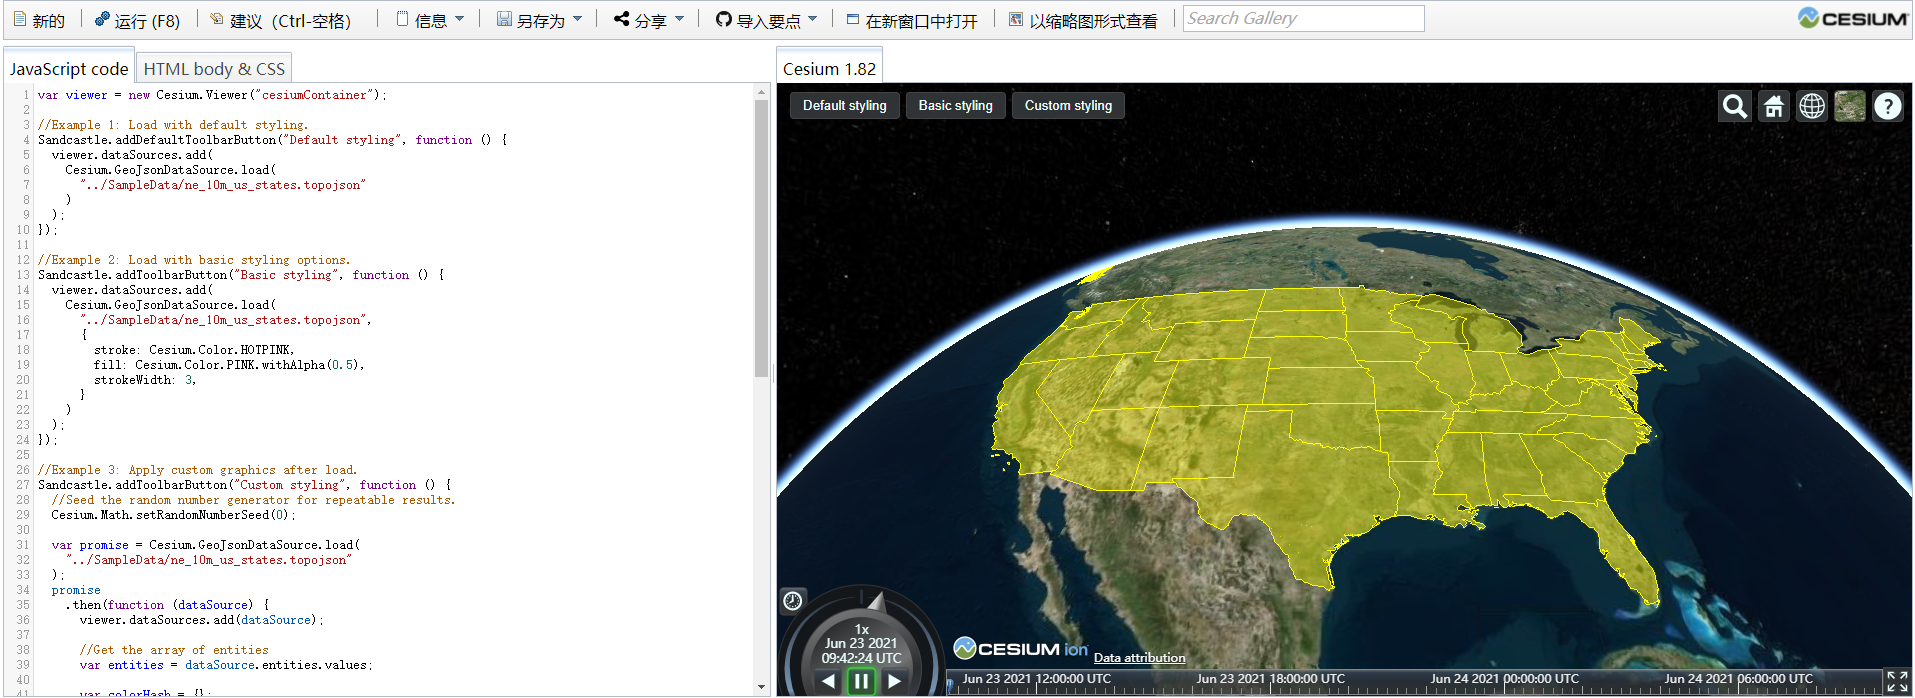 新的 运行 (F8) 建议 (Ctrl-空格) 信息 另存为 分享 导入要点 在新窗口中打开 以缩略图形式查看 Search Gallery CESIUM
JavaScript code HTML body & CSS
1 var viewer = new Cesium.Viewer("cesiumContainer");
2
3 //Example 1: Load with default styling.
4 Sandcastle.addDefaultToolbarButton("Default styling", function () {
5 viewer.dataSources.add(
6 Cesium.GeoJsonDataSource.load(
7 "../SampleData/ne_10m_us_states.topojson"
8 )
9 );
10 });
11
12 //Example 2: Load with basic styling options.
13 Sandcastle.addToolbarButton("Basic styling", function () {
14 viewer.dataSources.add(
15 Cesium.GeoJsonDataSource.load(
16 "../SampleData/ne_10m_us_states.topojson",
17 {
18 stroke: Cesium.Color.HOTPINK,
19 fill: Cesium.Color.PINK.withAlpha(0.5),
20 strokeWidth: 3,
21 }
22 )
23 );
24 });
25
26 //Example 3: Apply custom graphics after load.
27 Sandcastle.addToolbarButton("Custom styling", function () {
28 //Seed the random number generator for repeatable results.
29 Cesium.Math.setRandomNumberSeed(0);
30
31 var promise = Cesium.GeoJsonDataSource.load(
32 "../SampleData/ne_10m_us_states.topojson"
33 );
34 promise
35 .then(function (dataSource) {
36 viewer.dataSources.add(dataSource);
37
38 //Get the array of entities
39 var entities = dataSource.entities.values;
40
41 var colorHash = {};
Cesium 1.82
Default styling Basic styling Custom styling
?
1x
Jun 23 2021
09:42:24 UTC
CESIUM ion Data attribution
Jun 23 2021 12:00:00 UTC Jun 23 2021 18:00:00 UTC Jun 24 2021 00:00:00 UTC Jun 24 2021 06:00:00 UTC